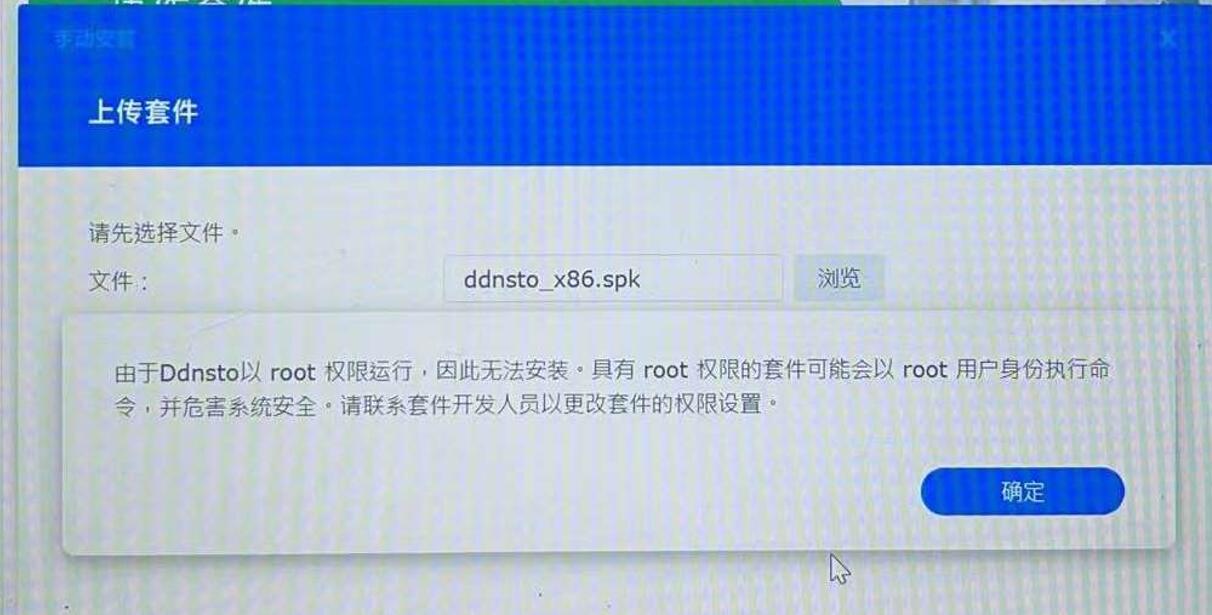 手动安装
上传套件
请先选择文件。
文件：
ddnsto_x86.spk
浏览
由于Ddnsto以 root 权限运行，因此无法安装。具有 root 权限的套件可能会以 root 用户身份执行命
令，并危害系统安全。请联系套件开发人员以更改套件的权限设置。
确定